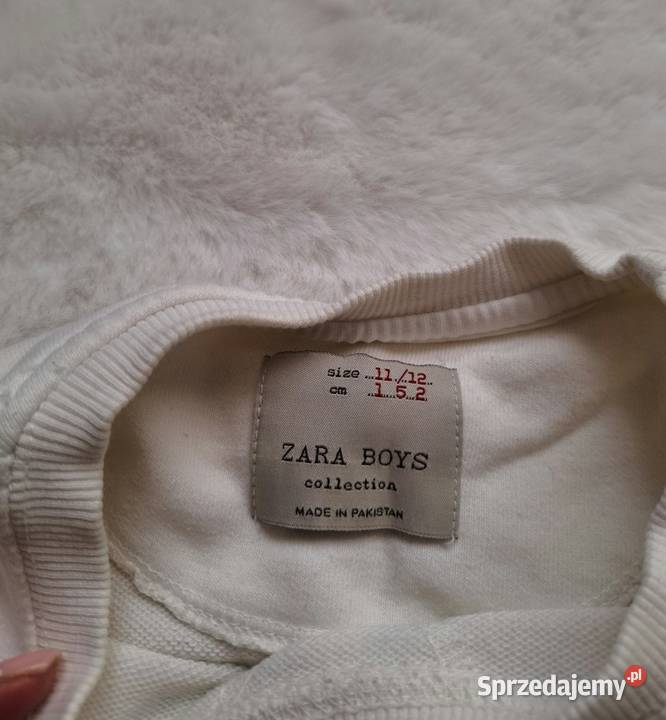 size 11/12
cm 152
ZARA BOYS
collection
MADE IN PAKISTAN
Sprzedajemy.pl